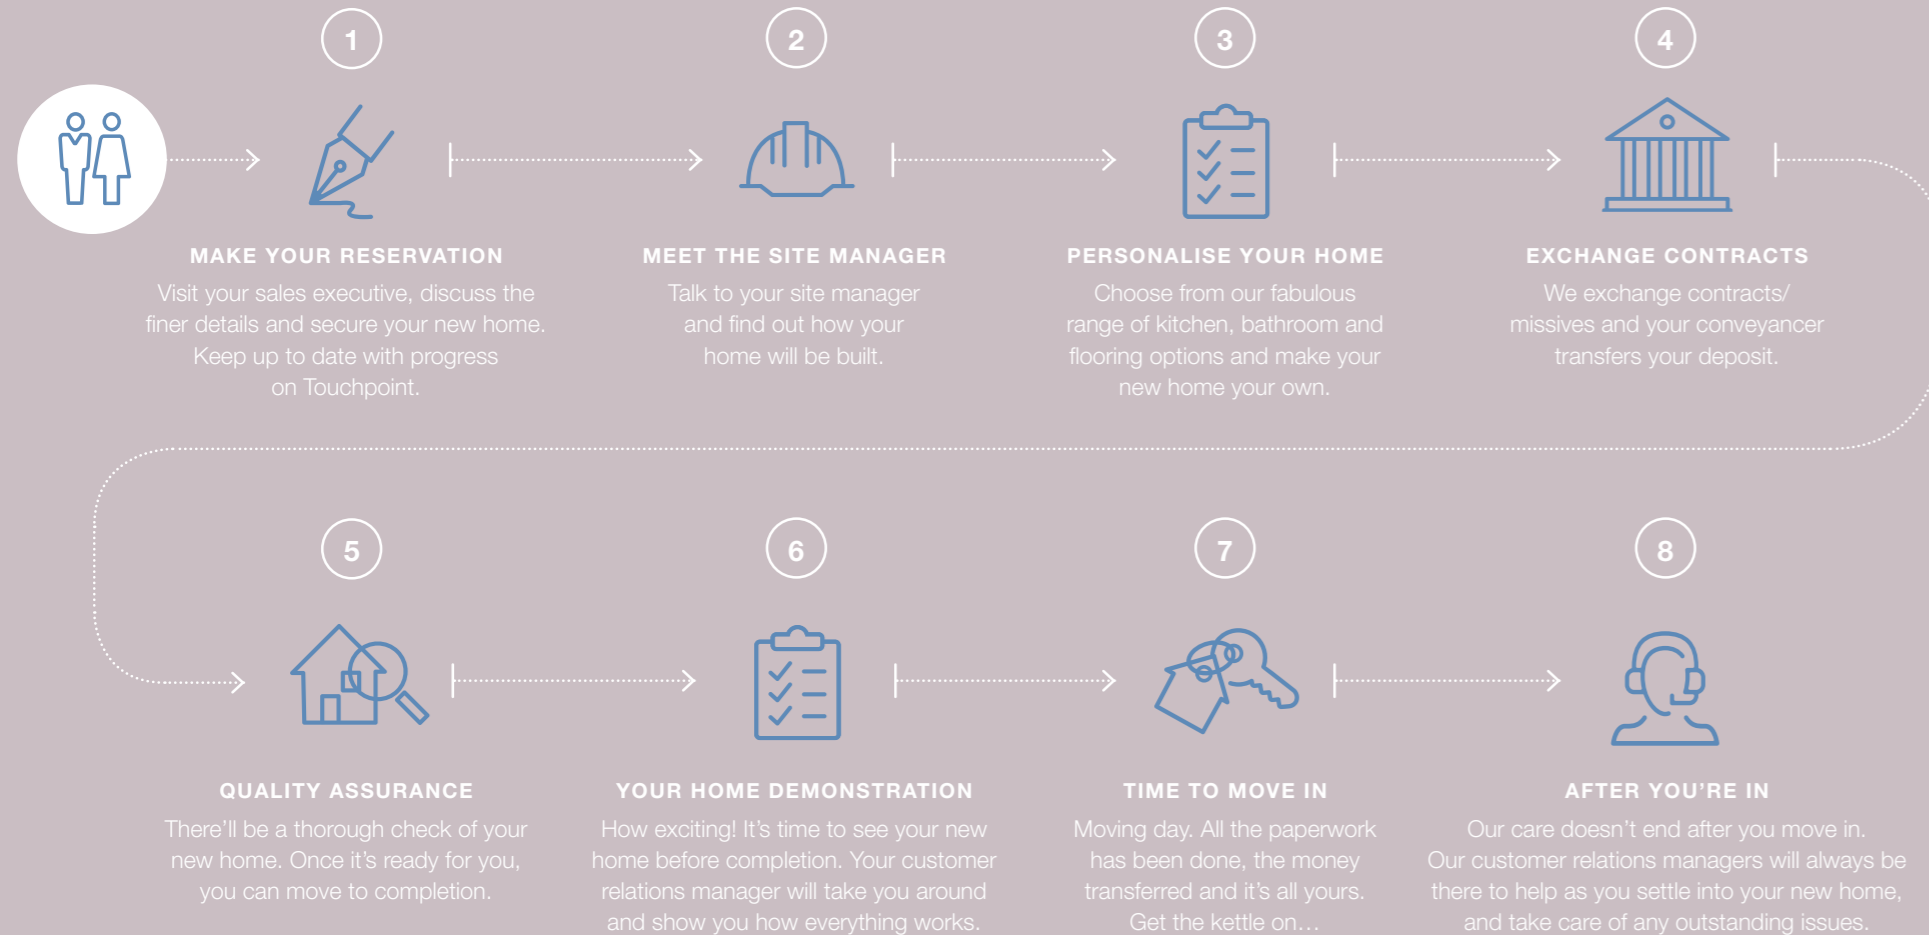 1
MAKE YOUR RESERVATION
Visit your sales executive, discuss the
finer details and secure your new home.
Keep up to date with progress
on Touchpoint.
2
MEET THE SITE MANAGER
Talk to your site manager
and find out how your
home will be built.
3
PERSONALISE YOUR HOME
Choose from our fabulous
range of kitchen, bathroom and
flooring options and make your
new home your own.
4
EXCHANGE CONTRACTS
We exchange contracts/
missives and your conveyancer
transfers your deposit.
5
QUALITY ASSURANCE
There’ll be a thorough check of your
new home. Once it’s ready for you,
you can move to completion.
6
YOUR HOME DEMONSTRATION
How exciting! It’s time to see your new
home before completion. Your customer
relations manager will take you around
and show you how everything works.
7
TIME TO MOVE IN
Moving day. All the paperwork
has been done, the money
transferred and it’s all yours.
Get the kettle on…
8
AFTER YOU’RE IN
Our care doesn’t end after you move in.
Our customer relations managers will always be
there to help as you settle into your new home,
and take care of any outstanding issues.